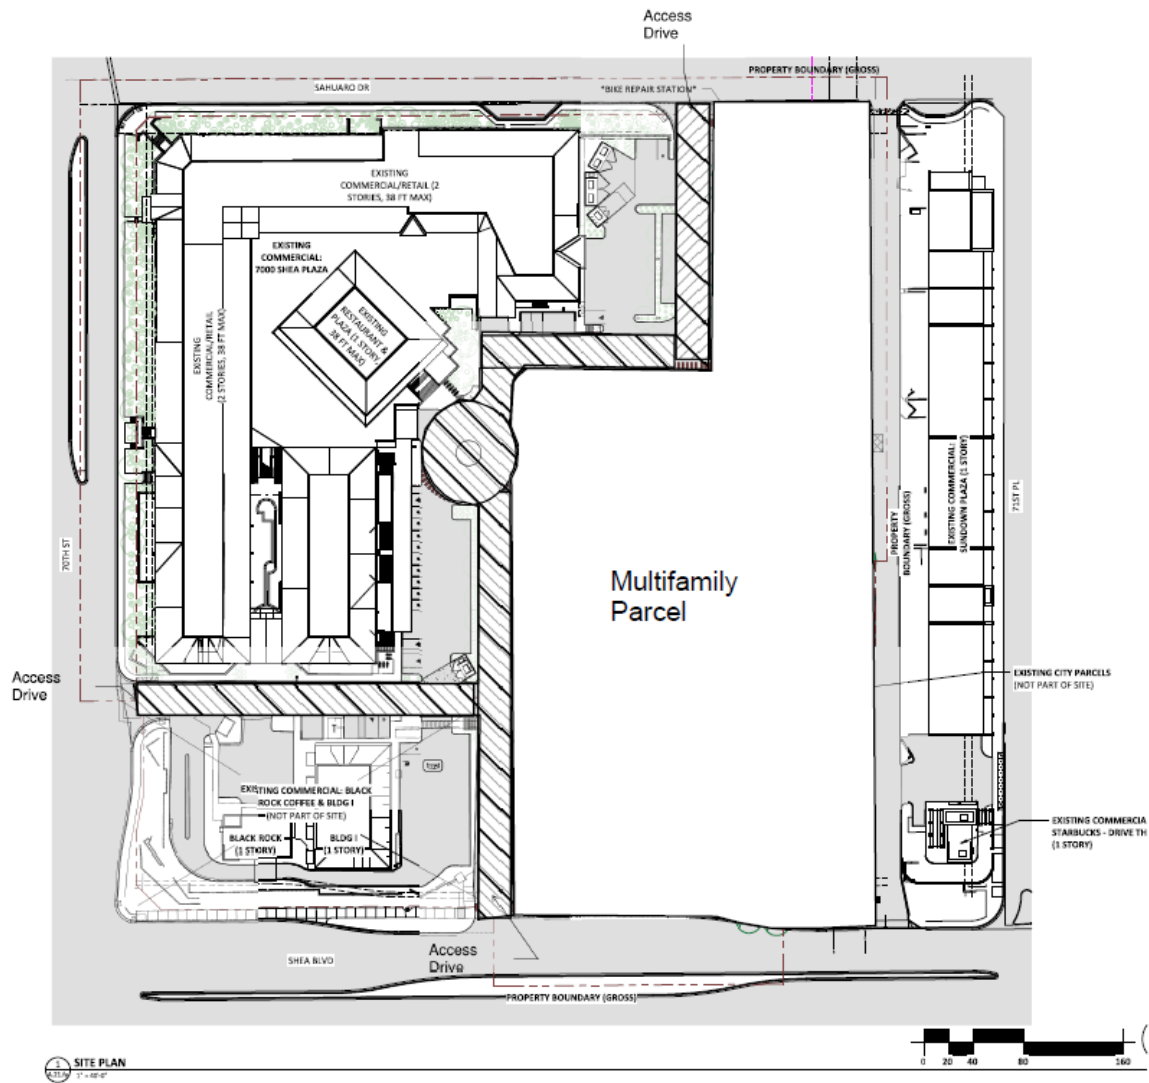 Access
Drive
PROPERTY BOUNDARY (GROSS)
SAHUARO DR
*BIKE REPAIR STATION*
EXISTING
COMMERCIAL/RETAIL (2
STORIES, 38 FT MAX)
EXISTING
COMMERCIAL:
7000 SHEA PLAZA
EXISTING
RESTAURANT &
PLAZA (1 STORY,
38 FT MAX)
EXISTING
COMMERCIAL/RETAIL
(2 STORIES, 38 FT MAX)
70TH ST
PROPERTY
BOUNDARY (GROSS)
EXISTING COMMERCIAL:
SUNDOWN PLAZA (1 STORY)
71ST PL
Multifamily
Parcel
Access
Drive
EXISTING CITY PARCELS
(NOT PART OF SITE)
EXISTING COMMERCIAL: BLACK
ROCK COFFEE & BLDG I
(NOT PART OF SITE)
BLACK ROCK
(1 STORY)
BLDG I
(1 STORY)
EXISTING COMMERCIA
STARBUCKS - DRIVE TH
(1 STORY)
Access
Drive
SHEA BLVD
PROPERTY BOUNDARY (GROSS)
1
SITE PLAN
1" = 40'-0"
0 20 40 80 160